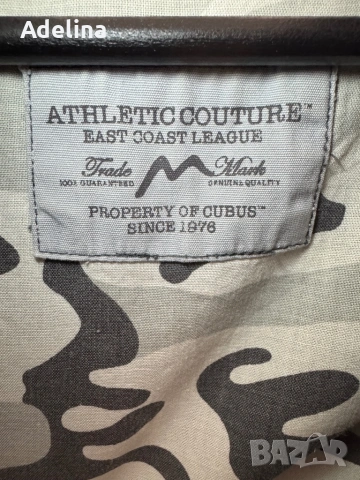 Adelina
ATHLETIC COUTURE™
EAST COAST LEAGUE
Trade Mark
100% GUARANTEED GENUINE QUALITY
PROPERTY OF CUBUS™
SINCE 1976
BAZAR